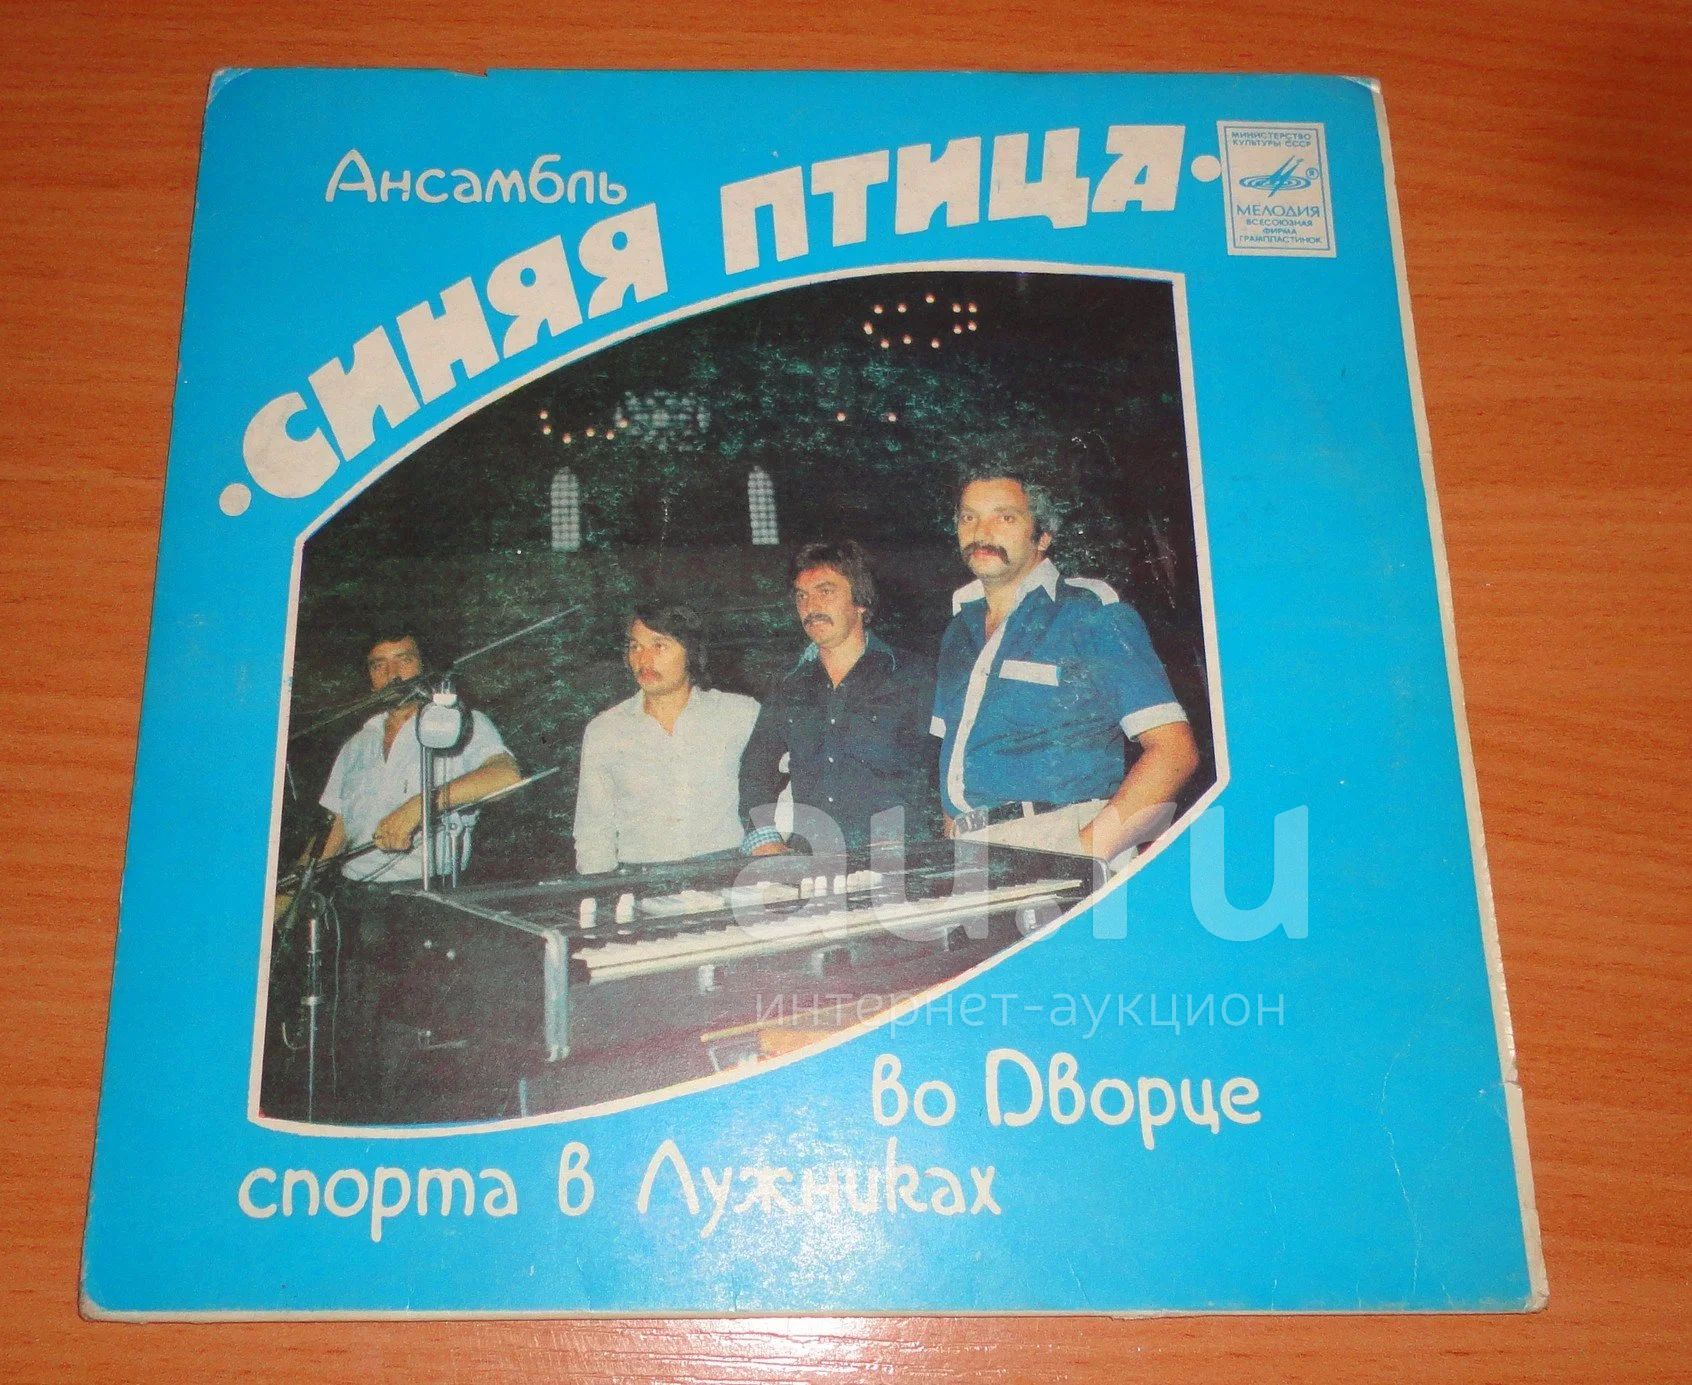 Ансамбль
•СИНЯЯ ПТИЦА•
МИНИСТЕРСТВО
КУЛЬТУРЫ СССР
®
МЕЛОДИЯ
ВСЕСОЮЗНАЯ
ФИРМА
ГРАМПЛАСТИНОК
au.ru
интернет-аукцион
во Дворце
спорта в Лужниках